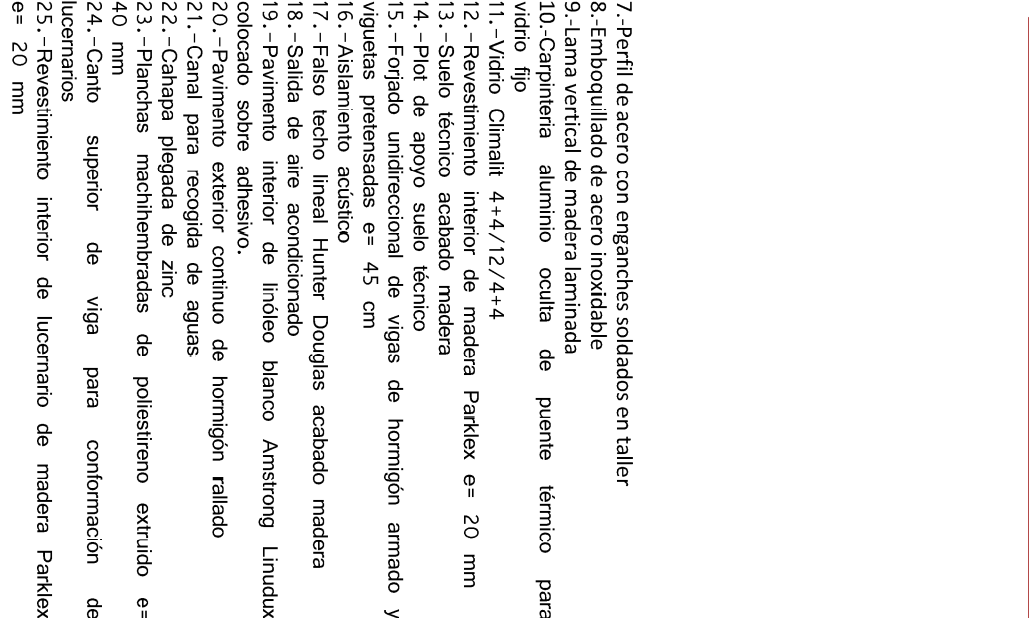 7.-Perfil de acero con enganches soldados en taller
8.-Emboquillado de acero inoxidable
9.-Lama vertical de madera laminada
10.-Carpinteria aluminio oculta de puente térmico para
vidrio fijo
11.-Vidrio Climalit 4+4/12/4+4
12.-Revestimiento interior de madera Parklex e= 20 mm
13.-Suelo técnico acabado madera
14.-Plot de apoyo suelo técnico
15.-Forjado unidireccional de vigas de hormigón armado y
viguetas pretensadas e= 45 cm
16.-Aislamiento acústico
17.-Falso techo lineal Hunter Douglas acabado madera
18.-Salida de aire acondicionado
19.-Pavimento interior de linóleo blanco Amstrong Linudux
colocado sobre adhesivo.
20.-Pavimento exterior continuo de hormigón rallado
21.-Canal para recogida de aguas
22.-Cahapa plegada de zinc
23.-Planchas machihembradas de poliestireno extruido e=
40 mm
24.-Canto superior de viga para conformación de
lucernarios
25.-Revestimiento interior de lucernario de madera Parklex
e= 20 mm